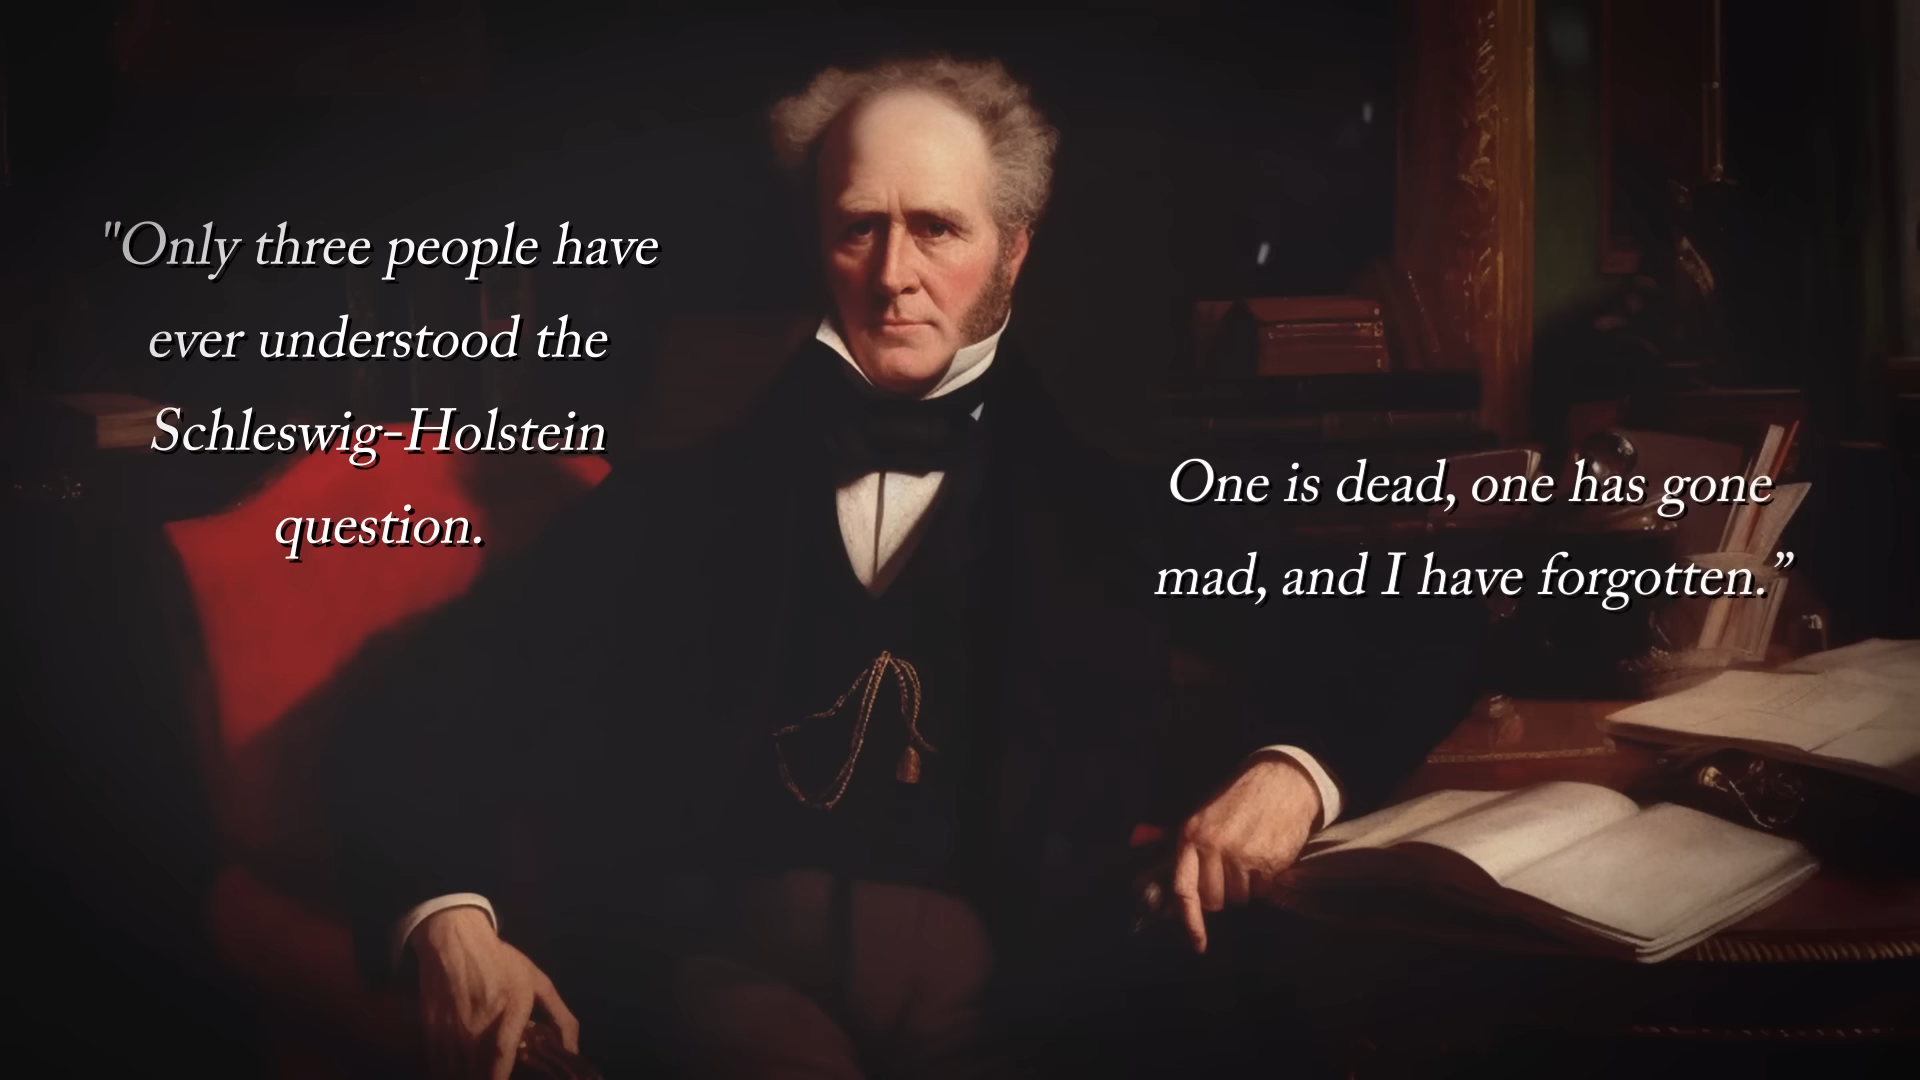 "Only three people have
ever understood the
Schleswig-Holstein
question.
One is dead, one has gone
mad, and I have forgotten.”